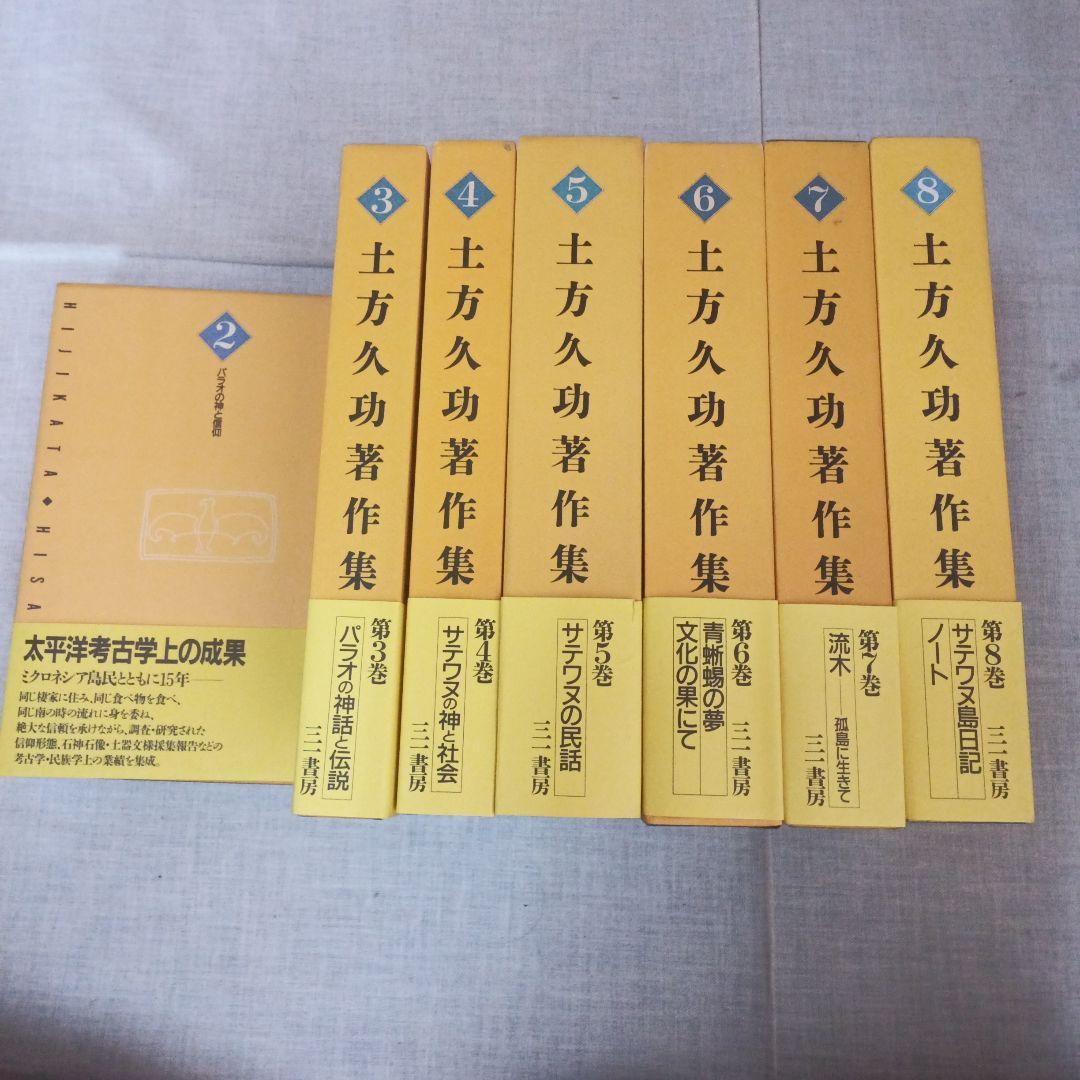 HIJIKATA◆HISA
2
パラオの神と信仰
太平洋考古学上の成果
ミクロネシア島民とともに15年――
同じ棲家に住み、同じ食べ物を食べ、
同じ南の時の流れに身を委ね、
絶大な信頼を承けながら、調査・研究された
信仰形態、石神石像・土器文様採集報告などの
考古学・民族学上の業績を集成。
3
土方久功著作集
第3巻
パラオの神話と伝説
三一書房
4
土方久功著作集
第4巻
サテワヌの神と社会
三一書房
5
土方久功著作集
第5巻
サテワヌの民話
三一書房
6
土方久功著作集
第6巻
青蜥蜴の夢
文化の果にて
三一書房
7
土方久功著作集
第7巻
流木――孤島に生きて
三一書房
8
土方久功著作集
第8巻
サテワヌ島日記
ノート
三一書房